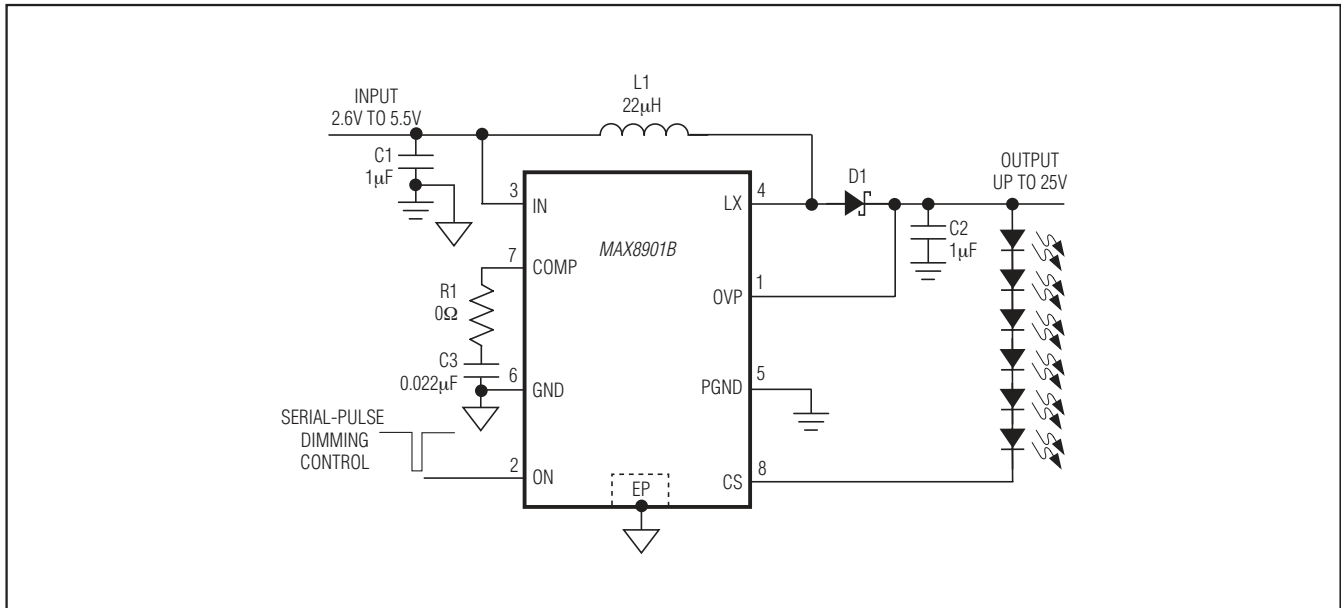 L1
22μH
INPUT
2.6V TO 5.5V
C1
1μF
3
IN
4
LX
D1
OUTPUT
UP TO 25V
C2
1μF
MAX8901B
7
COMP
1
OVP
R1
0Ω
C3
0.022μF
6
GND
5
PGND
SERIAL-PULSE
DIMMING
CONTROL
2
ON
EP
8
CS